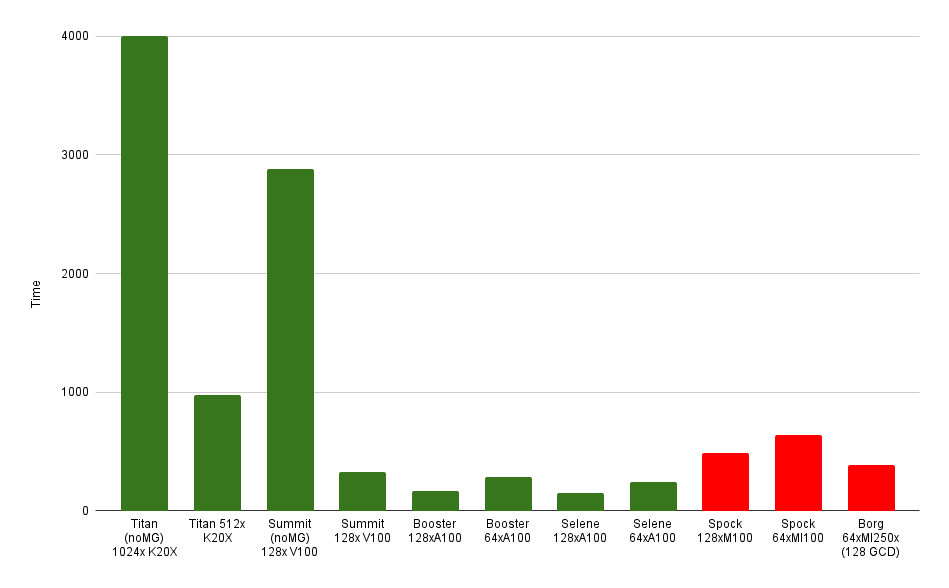 4000
3000
2000
1000
0
Time
Titan
(noMG)
1024x K20X
Titan 512x
K20X
Summit
(noMG)
128x V100
Summit
128x V100
Booster
128xA100
Booster
64xA100
Selene
128xA100
Selene
64xA100
Spock
128xM100
Spock
64xMI100
Borg
64xMI250x
(128 GCD)